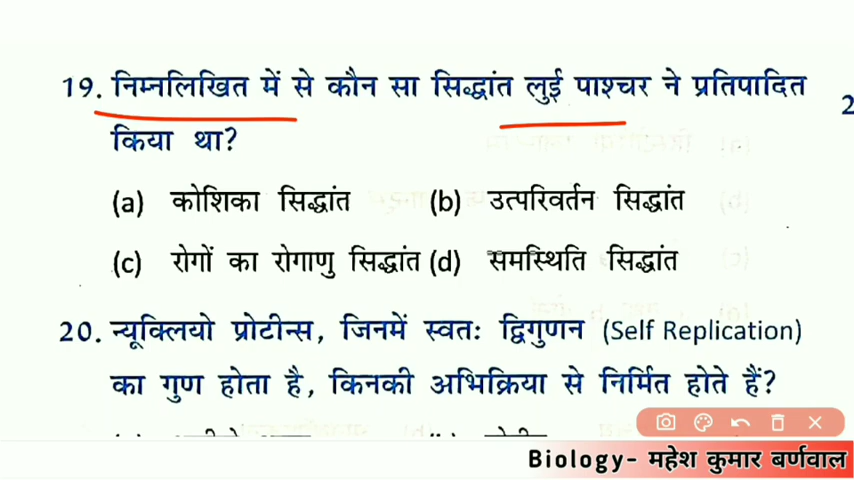 19. निम्नलिखित में से कौन सा सिद्धांत लुई पाश्चर ने प्रतिपादित
किया था?
(a) कोशिका सिद्धांत (b) उत्परिवर्तन सिद्धांत
(c) रोगों का रोगाणु सिद्धांत (d) समस्थिति सिद्धांत
20. न्यूक्लियो प्रोटीन्स, जिनमें स्वतः द्विगुणन (Self Replication)
का गुण होता है, किनकी अभिक्रिया से निर्मित होते हैं?
Biology- महेश कुमार बर्णवाल